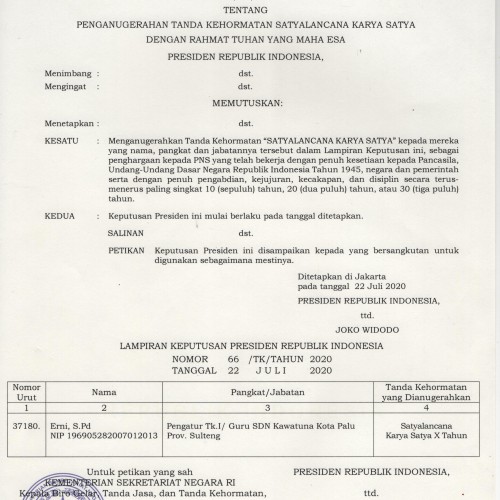 TENTANG
PENGANUGERAHAN TANDA KEHORMATAN SATYALANCANA KARYA SATYA
DENGAN RAHMAT TUHAN YANG MAHA ESA
PRESIDEN REPUBLIK INDONESIA,
Menimbang : dst.
Mengingat : dst.
MEMUTUSKAN:
Menetapkan : dst.
KESATU : Menganugerahkan Tanda Kehormatan “SATYALANCANA KARYA SATYA” kepada mereka
yang nama, pangkat dan jabatannya tersebut dalam Lampiran Keputusan ini, sebagai
penghargaan kepada PNS yang telah bekerja dengan penuh kesetiaan kepada Pancasila,
Undang-Undang Dasar Negara Republik Indonesia Tahun 1945, negara dan pemerintah
serta dengan penuh pengabdian, kejujuran, kecakapan, dan disiplin secara terus-
menerus paling singkat 10 (sepuluh) tahun, 20 (dua puluh) tahun, atau 30 (tiga puluh)
tahun.
KEDUA : Keputusan Presiden ini mulai berlaku pada tanggal ditetapkan.
SALINAN dst.
PETIKAN Keputusan Presiden ini disampaikan kepada yang bersangkutan untuk
digunakan sebagaimana mestinya.
Ditetapkan di Jakarta
pada tanggal 22 Juli 2020
PRESIDEN REPUBLIK INDONESIA,
ttd.
JOKO WIDODO
LAMPIRAN KEPUTUSAN PRESIDEN REPUBLIK INDONESIA
NOMOR 66 /TK/TAHUN 2020
TANGGAL 22 JULI 2020
Nomor Urut Nama Pangkat/Jabatan Tanda Kehormatan yang Dianugerahkan
1 2 3 4
37180. Erni, S.Pd Pengatur Tk.I/ Guru SDN Kawatuna Kota Palu Satyalancana
NIP 196905282007012013 Prov. Sulteng Karya Satya X Tahun
Untuk petikan yang sah PRESIDEN REPUBLIK INDONESIA,
KEMENTERIAN SEKRETARIAT NEGARA RI
Kepala Biro Gelar, Tanda Jasa, dan Tanda Kehormatan, ttd.